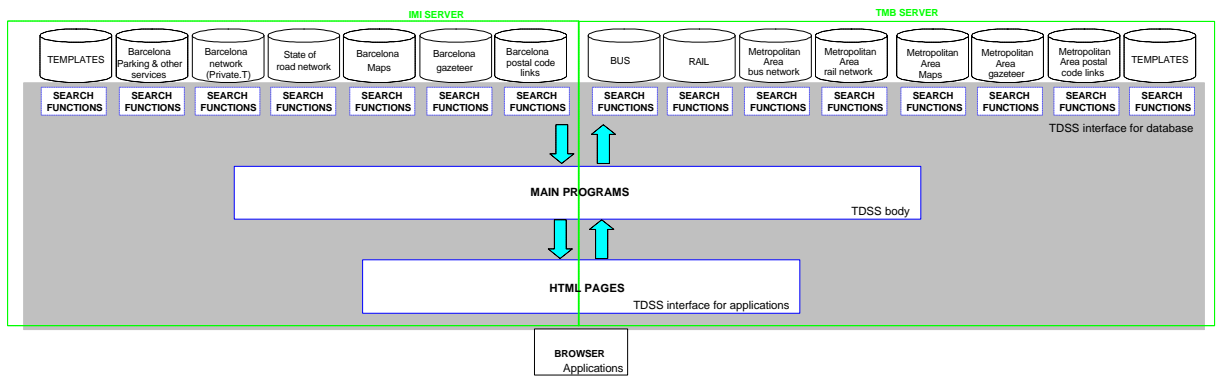 IMI SERVER
TMB SERVER
TEMPLATES
Barcelona
Parking & other
services
Barcelona
network
(Private.T)
State of
road network
Barcelona
Maps
Barcelona
gazeteer
Barcelona
postal code
links
BUS
RAIL
Metropolitan
Area
bus network
Metropolitan
Area
rail network
Metropolitan
Area
Maps
Metropolitan
Area
gazeteer
Metropolitan
Area postal
code links
TEMPLATES
SEARCH
FUNCTIONS
SEARCH
FUNCTIONS
SEARCH
FUNCTIONS
SEARCH
FUNCTIONS
SEARCH
FUNCTIONS
SEARCH
FUNCTIONS
SEARCH
FUNCTIONS
SEARCH
FUNCTIONS
SEARCH
FUNCTIONS
SEARCH
FUNCTIONS
SEARCH
FUNCTIONS
SEARCH
FUNCTIONS
SEARCH
FUNCTIONS
SEARCH
FUNCTIONS
SEARCH
FUNCTIONS
TDSS interface for database
MAIN PROGRAMS
TDSS body
HTML PAGES
TDSS interface for applications
BROWSER
Applications